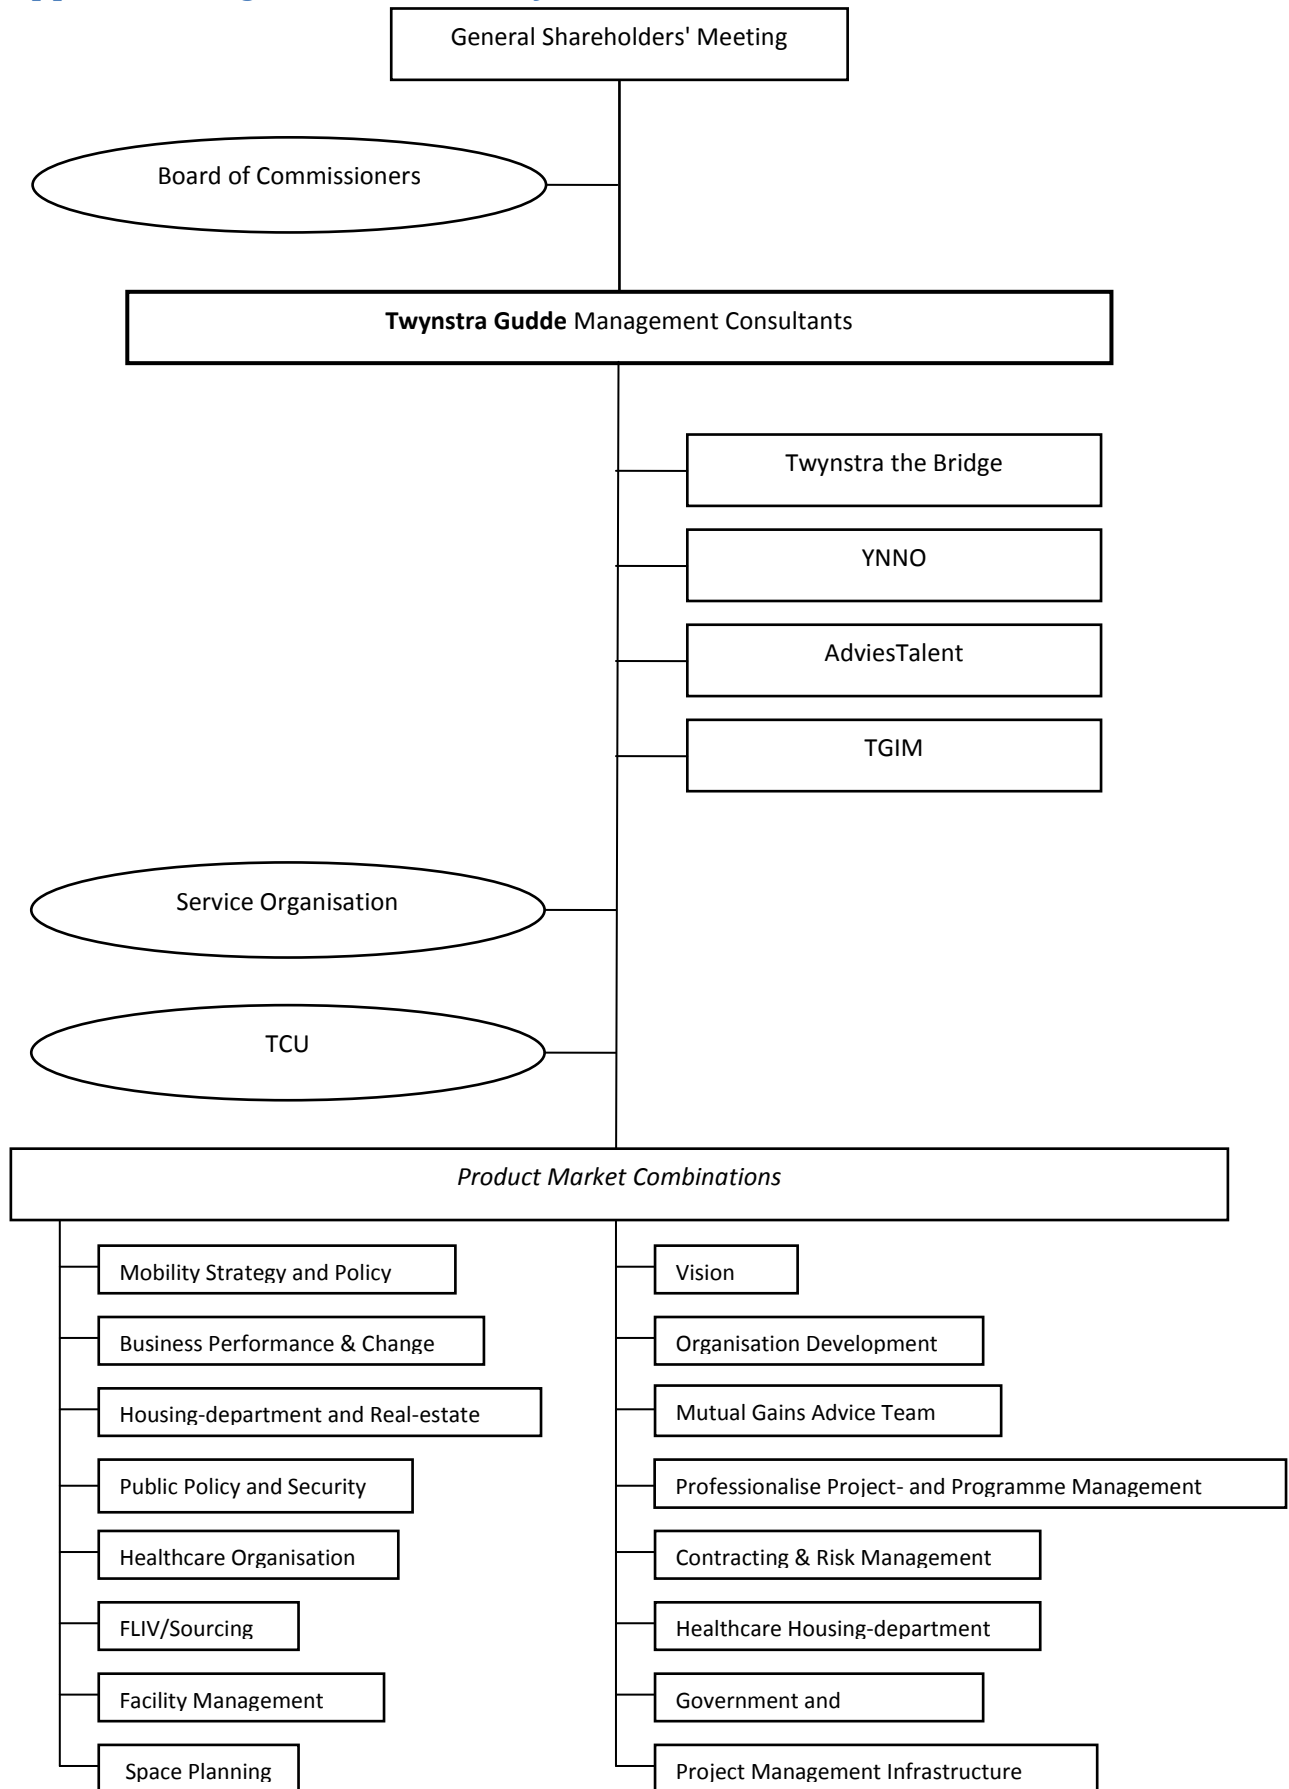 General Shareholders' Meeting
Board of Commissioners
Twynstra Gudde Management Consultants
Twynstra the Bridge
YNNO
AdviesTalent
TGIM
Service Organisation
TCU
Product Market Combinations
Mobility Strategy and Policy
Business Performance & Change
Housing-department and Real-estate
Public Policy and Security
Healthcare Organisation
FLIV/Sourcing
Facility Management
Space Planning
Vision
Organisation Development
Mutual Gains Advice Team
Professionalise Project- and Programme Management
Contracting & Risk Management
Healthcare Housing-department
Government and
Project Management Infrastructure